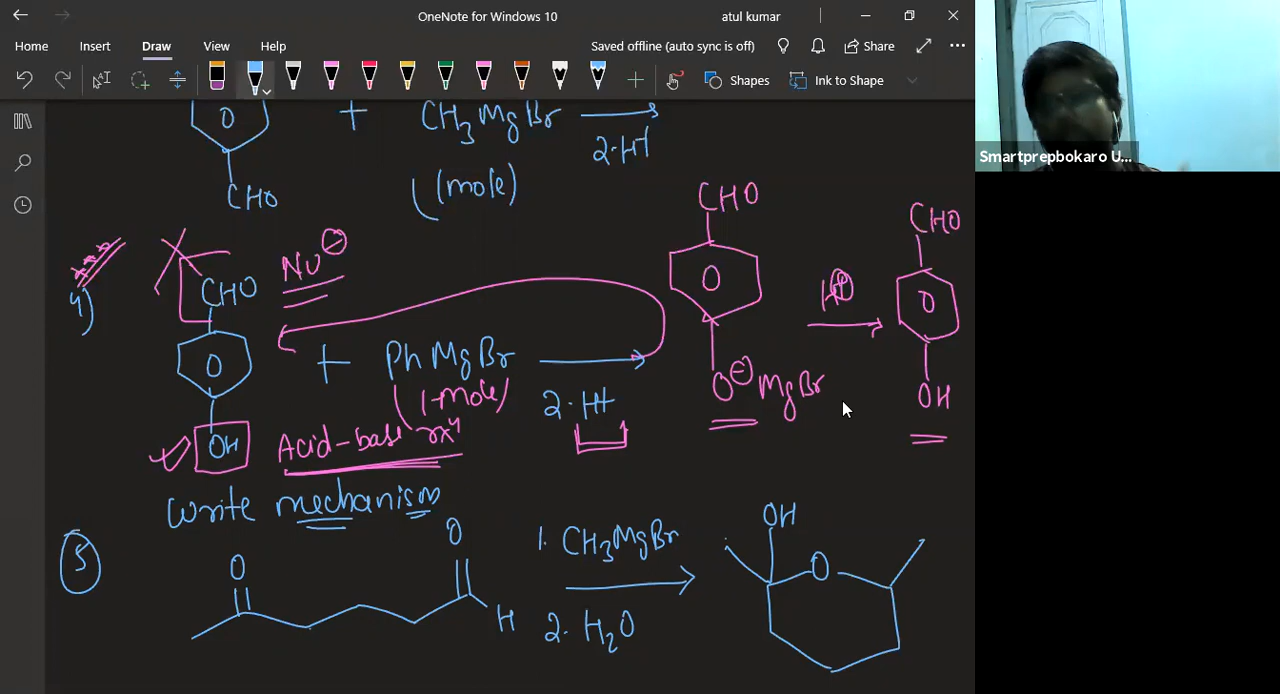 OneNote for Windows 10
atul kumar
Home Insert Draw View Help
Saved offline (auto sync is off)
Share
Shapes
Ink to Shape
Smartprepbokaro U...
+ CH3MgBr
2.H+
CHO
(1mole)
4)
CHO
Nu⊖
+ PhMgBr
(1-mole)
2.H+
OH
Acid-base rxn
CHO
O⊖ MgBr
H⊕
CHO
OH
Write mechanism
5
O
O
H
1. CH3MgBr
2. H2O
OH
O